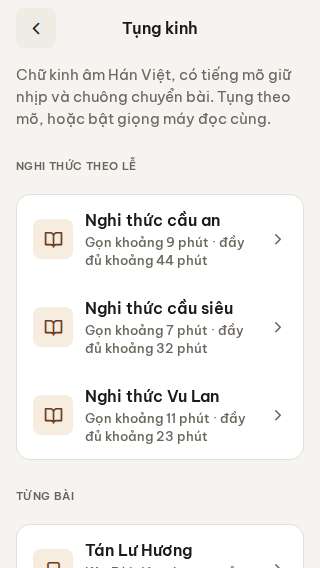 Tụng kinh
Chữ kinh âm Hán Việt, có tiếng mõ giữ
nhịp và chuông chuyển bài. Tụng theo
mõ, hoặc bật giọng máy đọc cùng.
NGHI THỨC THEO LỄ
Nghi thức cầu an
Gọn khoảng 9 phút · đầy
đủ khoảng 44 phút
Nghi thức cầu siêu
Gọn khoảng 7 phút · đầy
đủ khoảng 32 phút
Nghi thức Vu Lan
Gọn khoảng 11 phút · đầy
đủ khoảng 23 phút
TỪNG BÀI
Tán Lư Hương